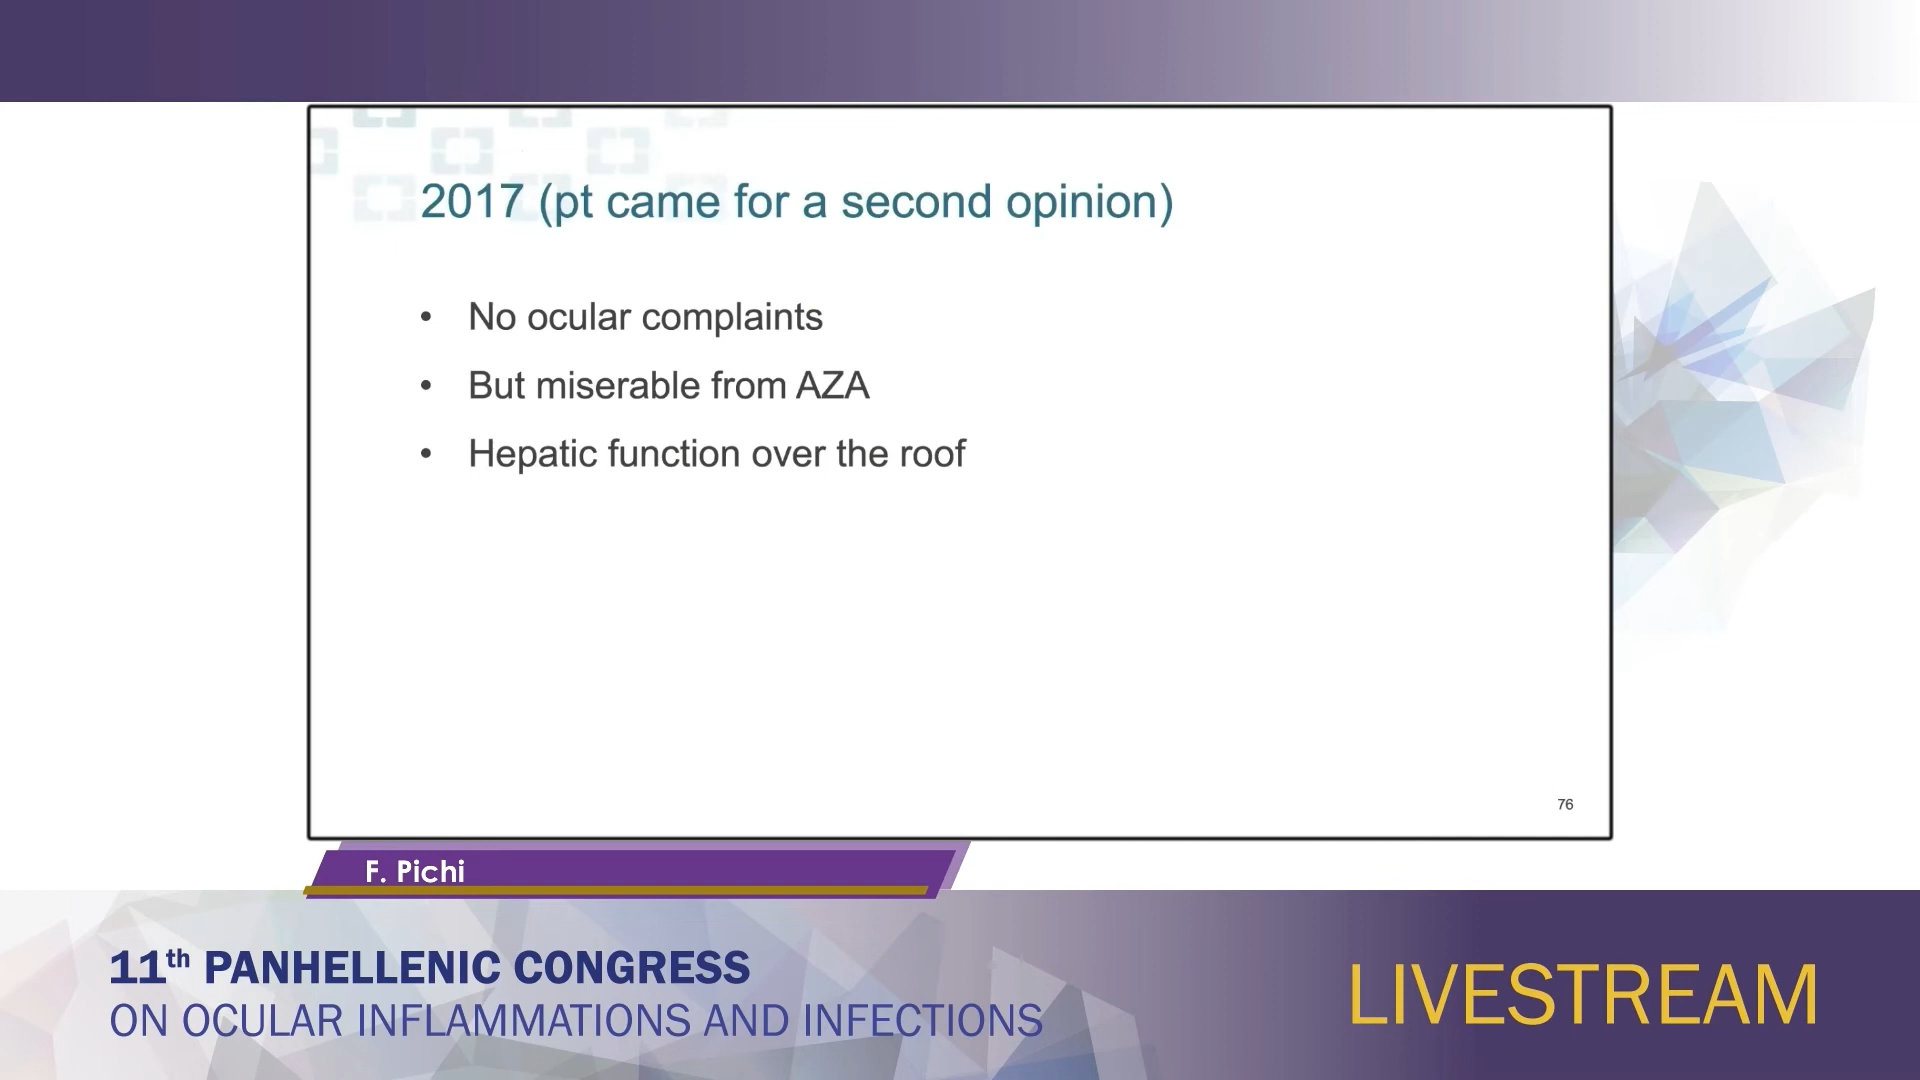 2017 (pt came for a second opinion)
• No ocular complaints
• But miserable from AZA
• Hepatic function over the roof
76
F. Pichi
11th PANHELLENIC CONGRESS
ON OCULAR INFLAMMATIONS AND INFECTIONS
LIVESTREAM